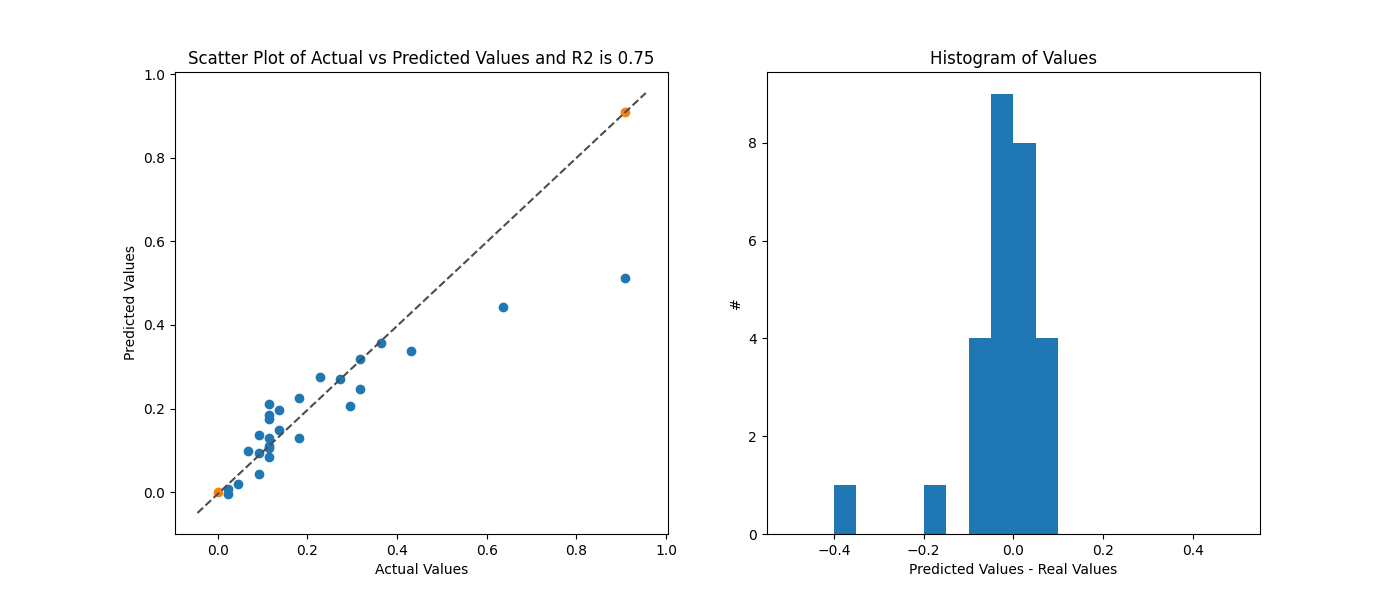 Scatter Plot of Actual vs Predicted Values and R2 is 0.75
1.0
0.8
0.6
0.4
0.2
0.0
Predicted Values
0.0 0.2 0.4 0.6 0.8 1.0
Actual Values
Histogram of Values
8
6
4
2
0
#
−0.4 −0.2 0.0 0.2 0.4
Predicted Values - Real Values